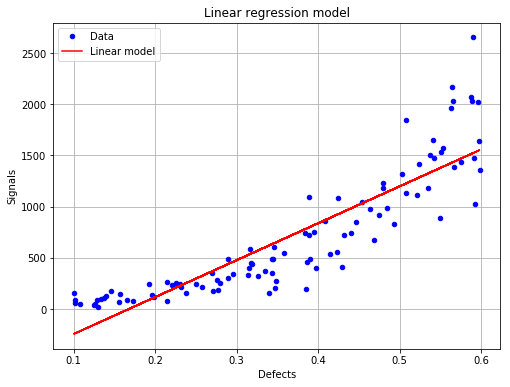 Linear regression model
Data
Linear model
Signals
2500
2000
1500
1000
500
0
0.1 0.2 0.3 0.4 0.5 0.6
Defects